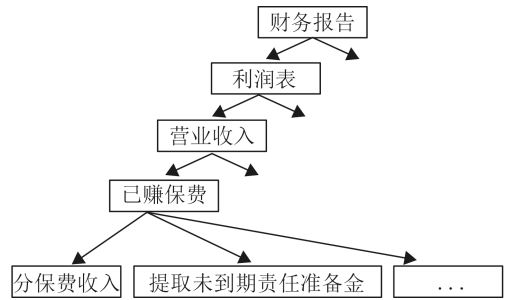 财务报告
利润表
营业收入
已赚保费
分保费收入
提取未到期责任准备金
...